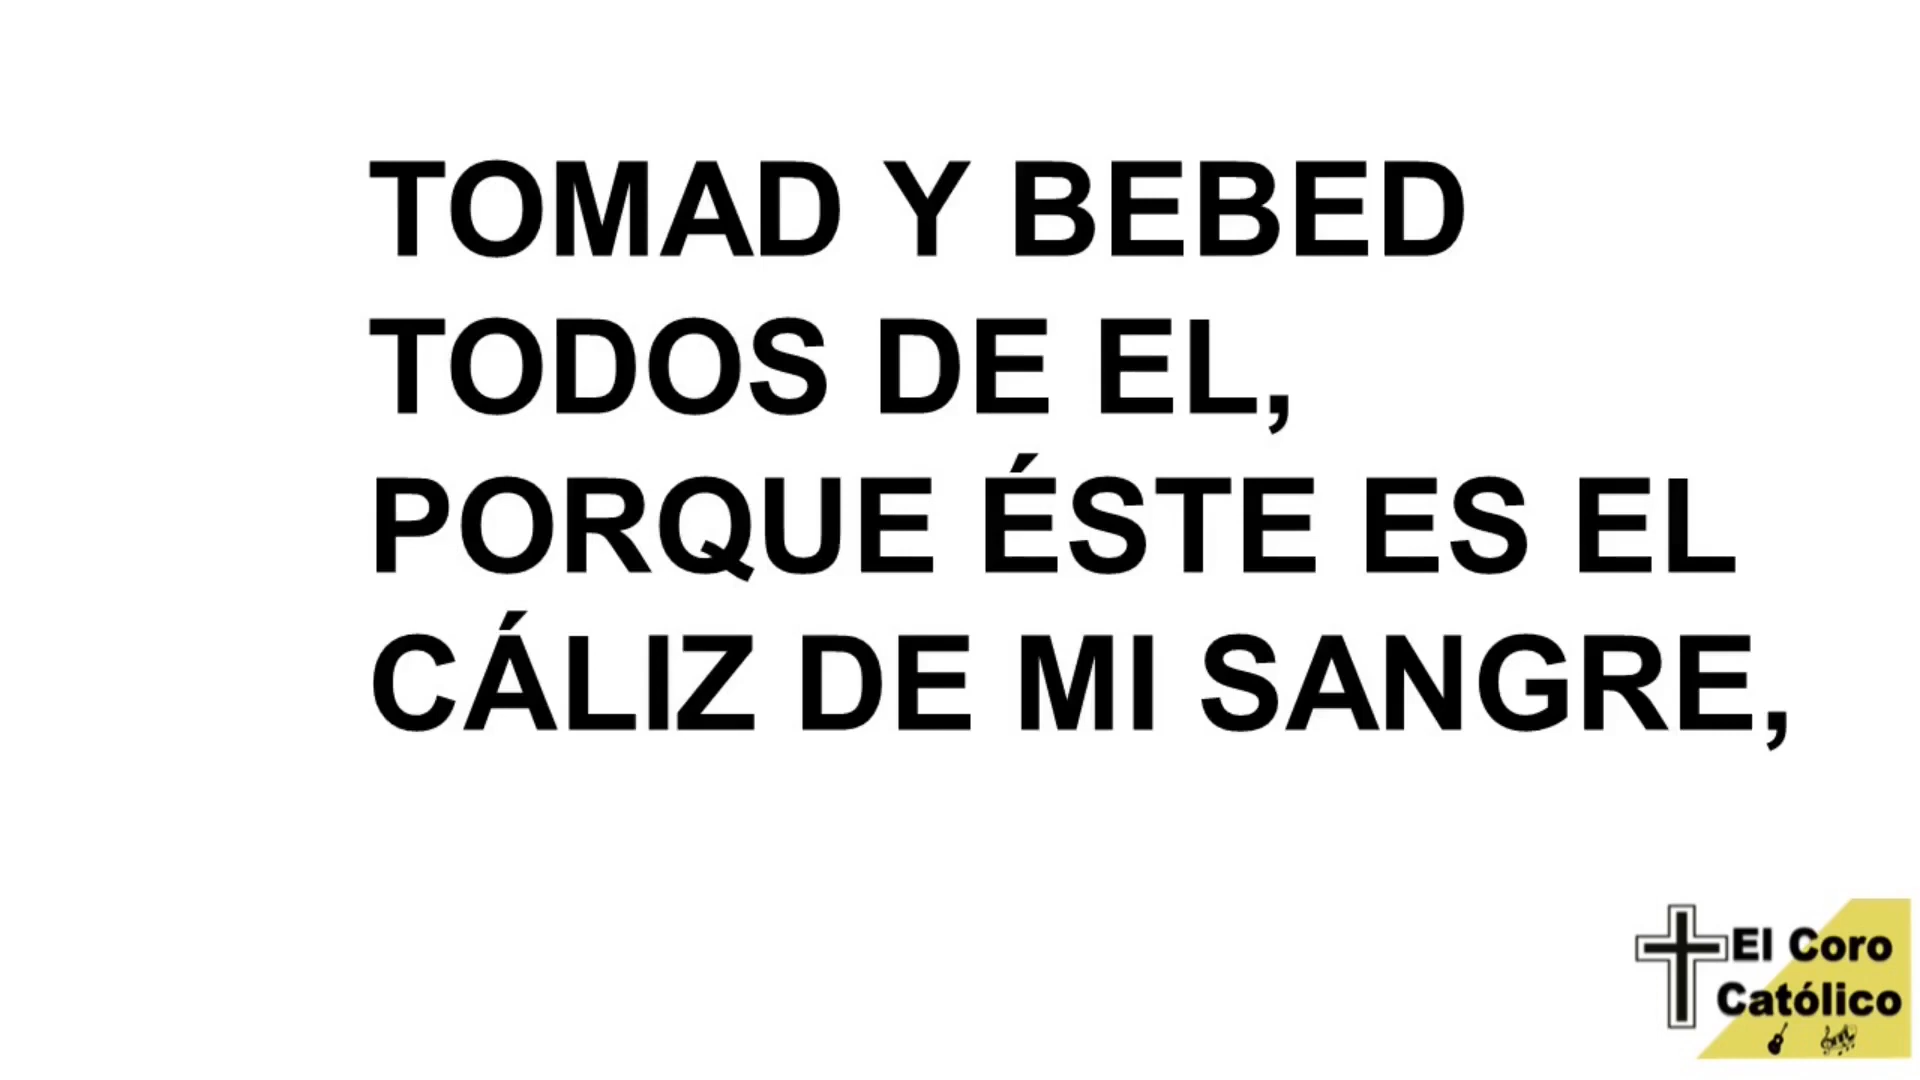 TOMAD Y BEBED
TODOS DE EL,
PORQUE ÉSTE ES EL
CÁLIZ DE MI SANGRE,
El Coro
Católico